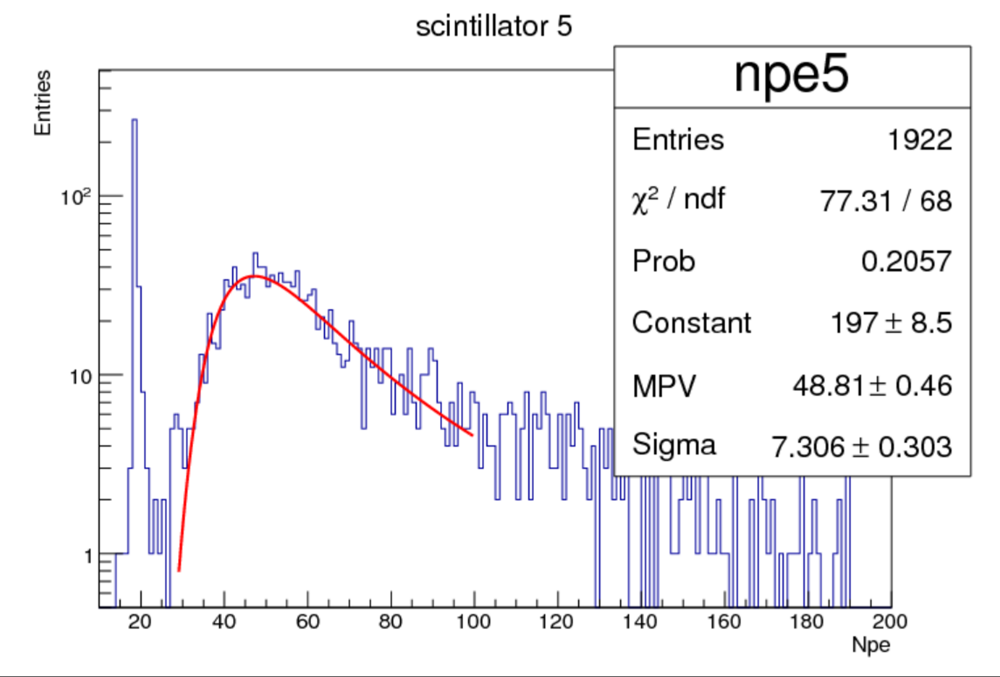 scintillator 5
npe5
Entries 1922
χ² / ndf 77.31 / 68
Prob 0.2057
Constant 197 ± 8.5
MPV 48.81 ± 0.46
Sigma 7.306 ± 0.303
Entries
10²
10
1
20 40 60 80 100 120 140 160 180 200
Npe